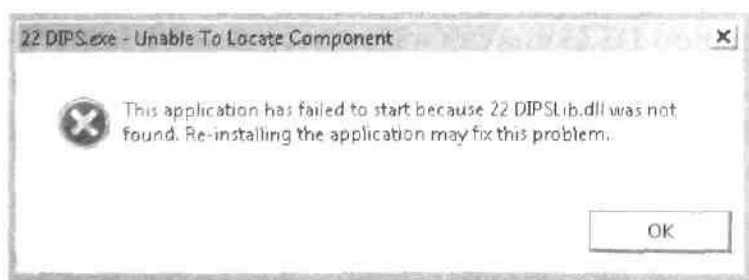 22 DIPS.exe - Unable To Locate Component
This application has failed to start because 22 DIPSLib.dll was not
found. Re-installing the application may fix this problem.
OK